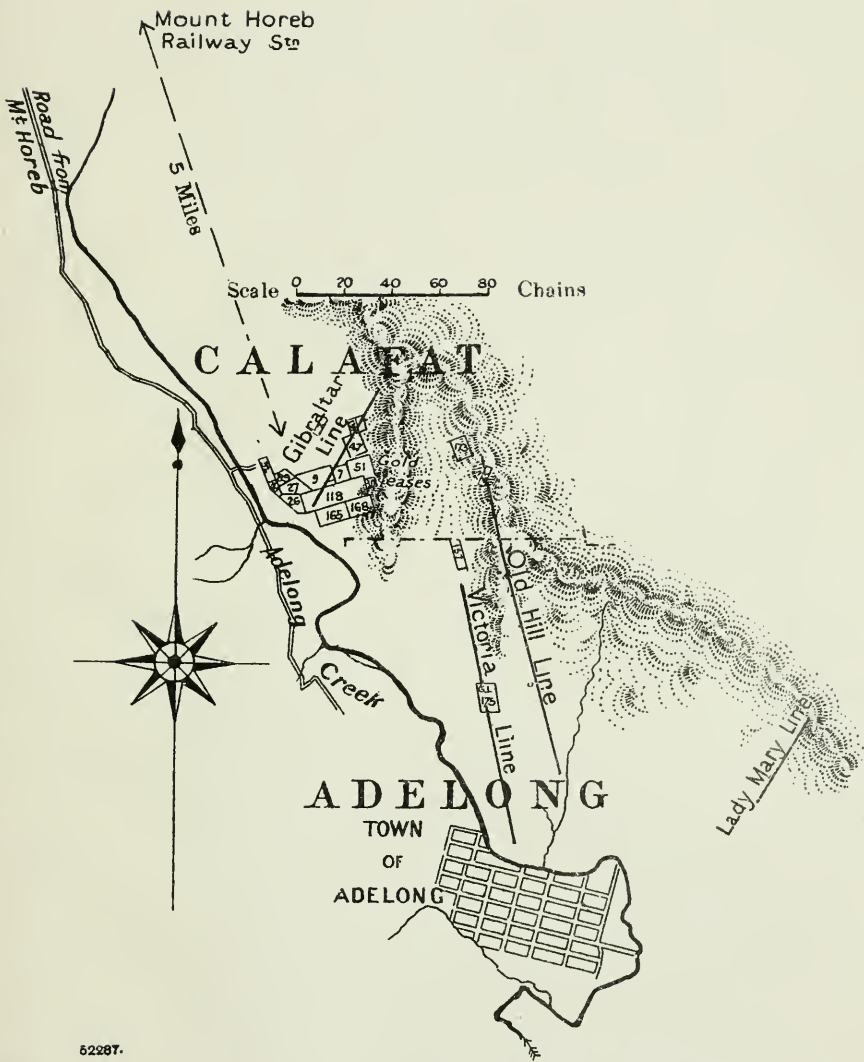 Mount Horeb
Railway Stn
Road from
Mt Horeb
5 Miles
Scale 0 20 40 60 80 Chains
CALAFAT
Gibraltar
Line
Gold
Leases
9
7
51
27
26
118
165
168
Adelong
Creek
Victoria
Line
Old Hill Line
Lady Mary Line
ADELONG
TOWN
OF
ADELONG
52287.